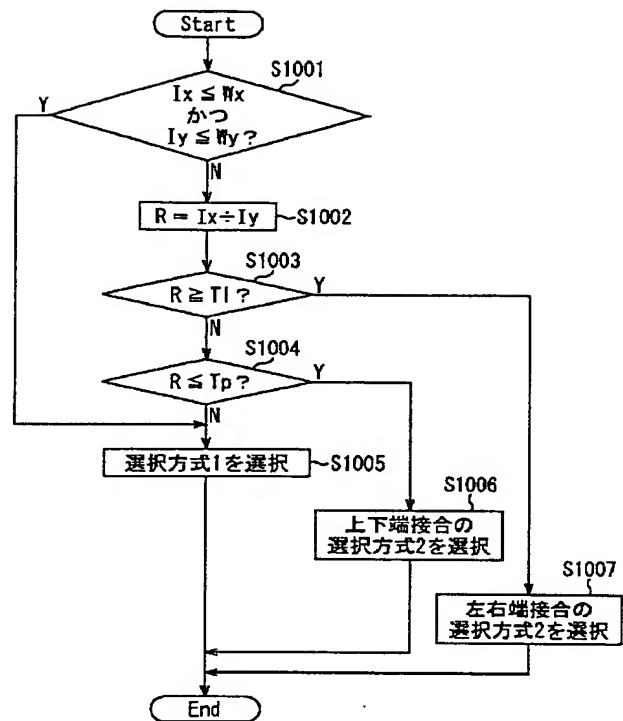 Start
S1001
Ix≦Wx
かつ
Iy≦Wy?
Y
N
R = Ix÷Iy
S1002
S1003
R≧Tl?
Y
N
S1004
R≦Tp?
Y
N
選択方式1を選択
S1005
S1006
上下端接合の
選択方式2を選択
S1007
左右端接合の
選択方式2を選択
End